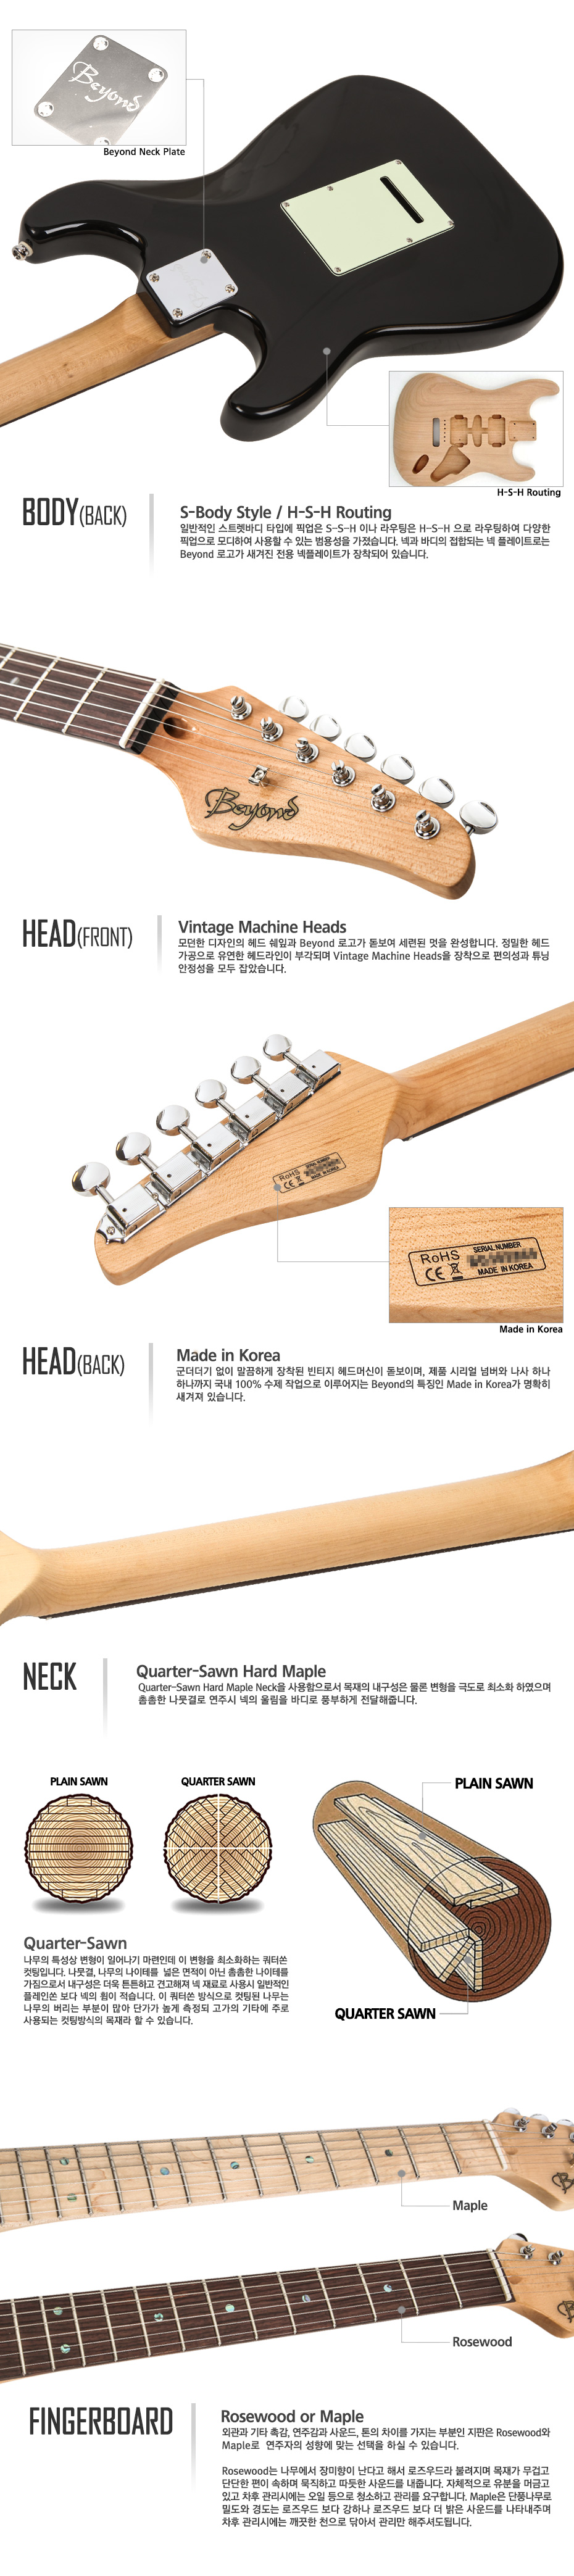 Beyond
Beyond Neck Plate
H-S-H Routing
BODY(BACK)
S-Body Style / H-S-H Routing
일반적인 스트렛바디 타입에 픽업은 S-S-H 이나 라우팅은 H-S-H 으로 라우팅하여 다양한
픽업으로 모디하여 사용할 수 있는 범용성을 가졌습니다. 넥과 바디의 접합되는 넥 플레이트로는
Beyond 로고가 새겨진 전용 넥플레이트가 장착되어 있습니다.
Beyond
HEAD(FRONT)
Vintage Machine Heads
모던한 디자인의 헤드 쉐잎과 Beyond 로고가 돋보여 세련된 멋을 완성합니다. 정밀한 헤드
가공으로 유연한 헤드라인이 부각되며 Vintage Machine Heads을 장착으로 편의성과 튜닝
안정성을 모두 잡았습니다.
RoHS
SERIAL NUMBER
CE
MADE IN KOREA
RoHS
SERIAL NUMBER
CE
MADE IN KOREA
Made in Korea
HEAD(BACK)
Made in Korea
군더더기 없이 말끔하게 장착된 빈티지 헤드머신이 돋보이며, 제품 시리얼 넘버와 나사 하나
하나까지 국내 100% 수제 작업으로 이루어지는 Beyond의 특징인 Made in Korea가 명확히
새겨져 있습니다.
NECK
Quarter-Sawn Hard Maple
Quarter-Sawn Hard Maple Neck을 사용함으로서 목재의 내구성은 물론 변형을 극도로 최소화 하였으며
촘촘한 나뭇결로 연주시 넥의 울림을 바디로 풍부하게 전달해줍니다.
PLAIN SAWN
QUARTER SAWN
PLAIN SAWN
QUARTER SAWN
Quarter-Sawn
나무의 특성상 변형이 일어나기 마련인데 이 변형을 최소화하는 쿼터쏜
컷팅입니다. 나뭇결, 나무의 나이테를 넓은 면적이 아닌 촘촘한 나이테를
가짐으로서 내구성은 더욱 튼튼하고 견고해져 넥 재료로 사용시 일반적인
플레인쏜 보다 넥의 휨이 적습니다. 이 쿼터쏜 방식으로 컷팅된 나무는
나무의 버리는 부분이 많아 단가가 높게 측정되 고가의 기타에 주로
사용되는 컷팅방식의 목재라 할 수 있습니다.
Maple
Rosewood
FINGERBOARD
Rosewood or Maple
외관과 기타 촉감, 연주감과 사운드, 톤의 차이를 가지는 부분인 지판은 Rosewood와
Maple로 연주자의 성향에 맞는 선택을 하실 수 있습니다.
Rosewood는 나무에서 장미향이 난다고 해서 로즈우드라 불려지며 목재가 무겁고
단단한 편이 속하며 묵직하고 따듯한 사운드를 내줍니다. 자체적으로 유분을 머금고
있고 차후 관리시에는 오일 등으로 청소하고 관리를 요구합니다. Maple은 단풍나무로
밀도와 경도는 로즈우드 보다 강하나 로즈우드 보다 더 밝은 사운드를 나타내주며
차후 관리시에는 깨끗한 천으로 닦아서 관리만 해주셔도됩니다.